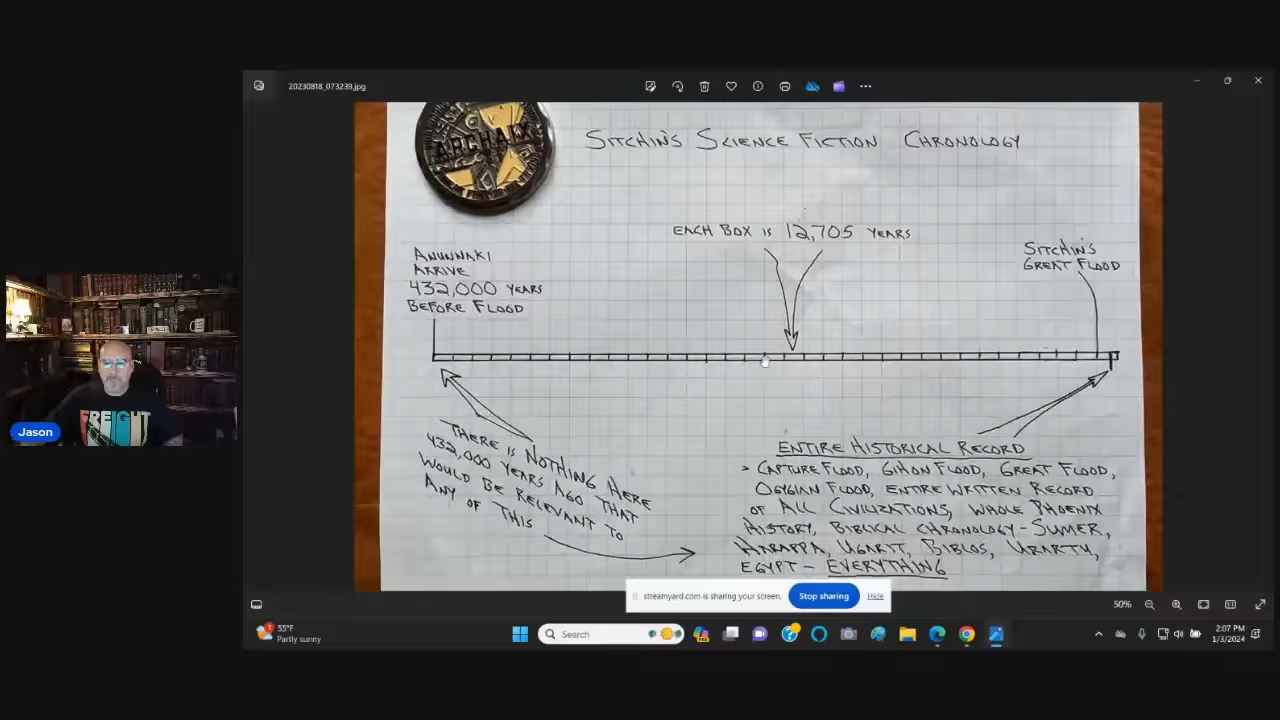 20230818_073239.jpg
ARCHAIX
SITCHIN'S SCIENCE FICTION CHRONOLOGY
EACH BOX IS 12,705 YEARS
ANUNNAKI
ARRIVE
432,000 YEARS
BEFORE FLOOD
SITCHIN'S
GREAT FLOOD
THERE IS NOTHING HERE
432,000 YEARS AGO THAT
WOULD BE RELEVANT TO
ANY OF THIS
ENTIRE HISTORICAL RECORD
> CAPTURE FLOOD, GIHON FLOOD, GREAT FLOOD,
OGYGIAN FLOOD, ENTIRE WRITTEN RECORD
OF ALL CIVILIZATIONS, WHOLE PHOENIX
HISTORY, BIBLICAL CHRONOLOGY - SUMER,
HARAPPA, UGARIT, BIBLOS, URARTU,
EGYPT - EVERYTHING
FREIGHT
Jason
streamyard.com is sharing your screen.
Stop sharing
Hide
50%
1
55°F
Partly sunny
Search
2:07 PM
1/3/2024